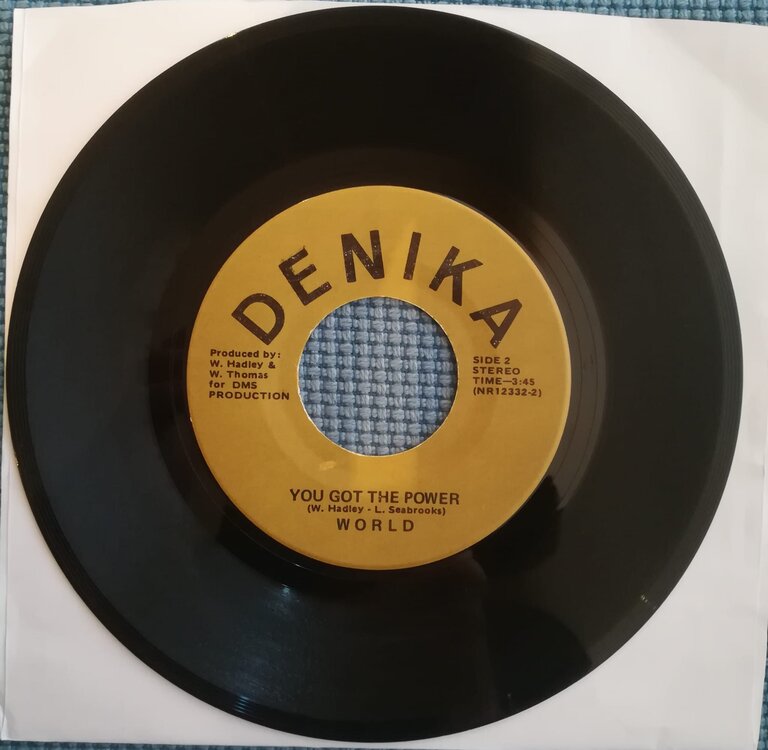 DENIKA
Produced by:
W. Hadley &
W. Thomas
for DMS
PRODUCTION
SIDE 2
STEREO
TIME—3:45
(NR12332-2)
YOU GOT THE POWER
(W. Hadley - L. Seabrooks)
WORLD